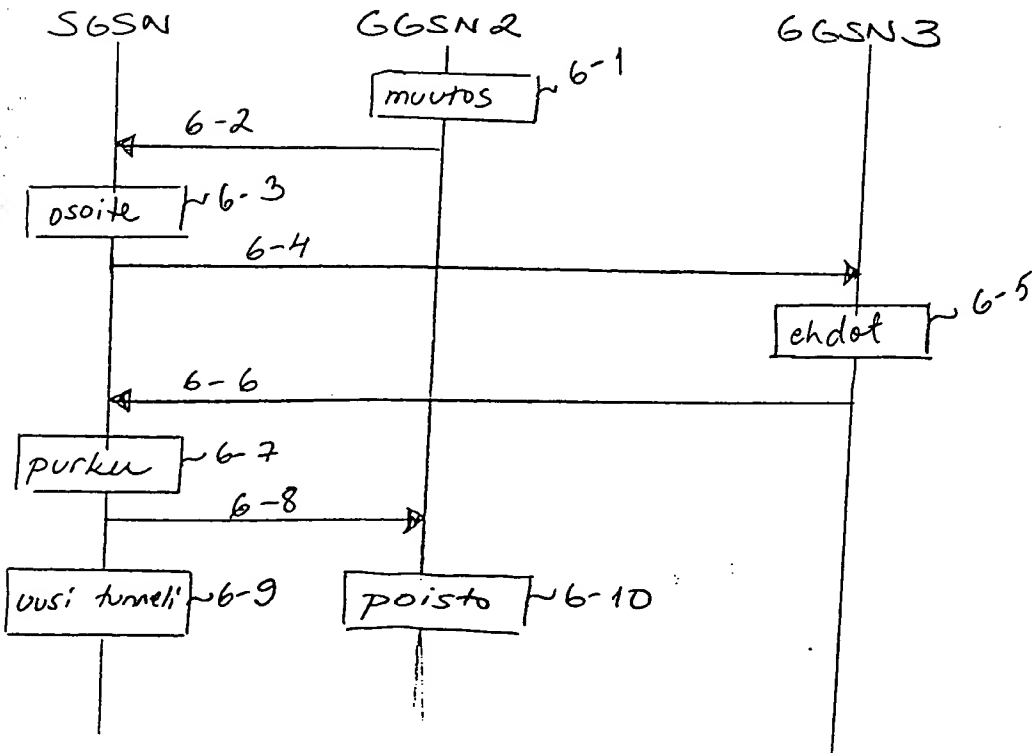 SGSN GGSN2 GGSN3
muutos 6-1
6-2
osoite 6-3
6-4
ehdot 6-5
6-6
purku 6-7
6-8
uusi tunneli 6-9 poisto 6-10